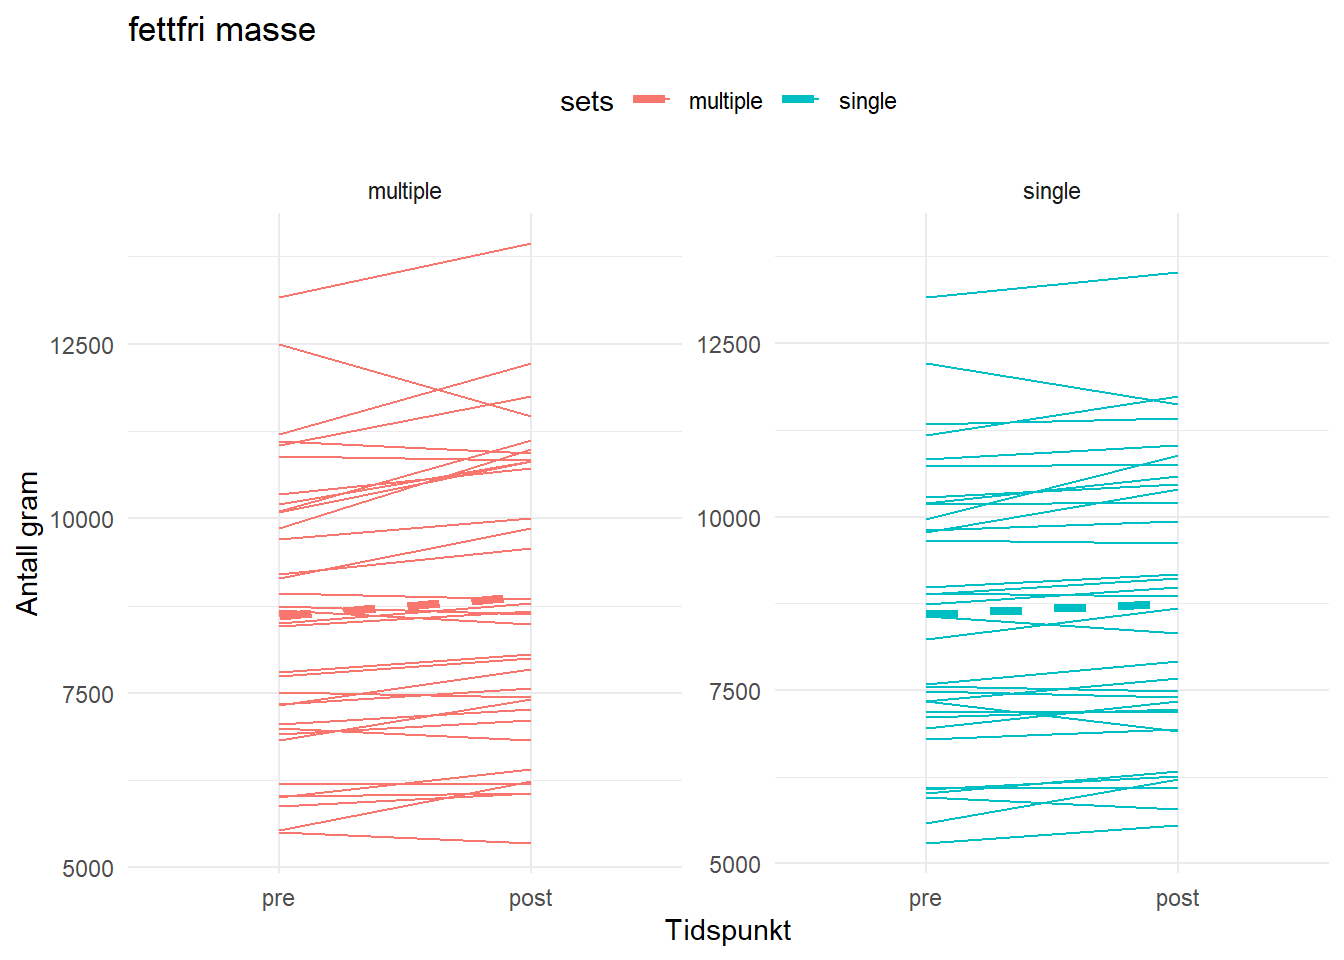 fettfri masse
sets multiple single
multiple single
12500 12500
10000 10000
7500 7500
5000 5000
Antall gram
pre post pre post
Tidspunkt